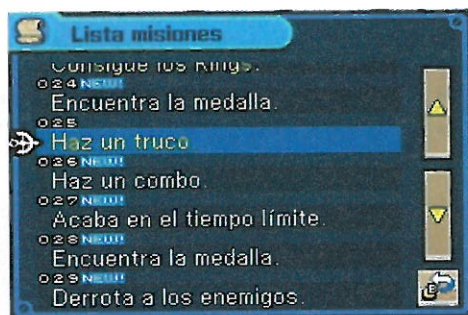 Lista misiones
Consigue los Rings.
024 NEW!
Encuentra la medalla.
025
Haz un truco
026 NEW!
Haz un combo.
027 NEW!
Acaba en el tiempo límite.
028 NEW!
Encuentra la medalla.
029 NEW!
Derrota a los enemigos.
B